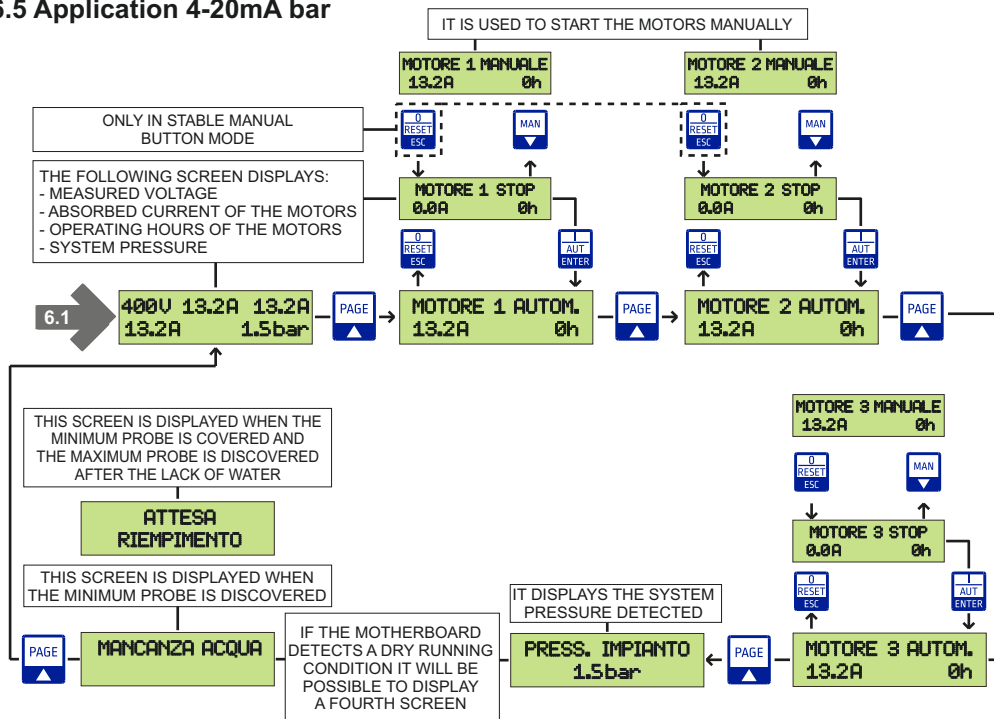 6.5 Application 4-20mA bar
IT IS USED TO START THE MOTORS MANUALLY
MOTORE 1 MANUALE
13.2A 0h
MOTORE 2 MANUALE
13.2A 0h
ONLY IN STABLE MANUAL
BUTTON MODE
0
RESET
ESC
MAN
0
RESET
ESC
MAN
THE FOLLOWING SCREEN DISPLAYS:
- MEASURED VOLTAGE
- ABSORBED CURRENT OF THE MOTORS
- OPERATING HOURS OF THE MOTORS
- SYSTEM PRESSURE
MOTORE 1 STOP
0.0A 0h
MOTORE 2 STOP
0.0A 0h
0
RESET
ESC
I
AUT
ENTER
0
RESET
ESC
I
AUT
ENTER
6.1
400V 13.2A 13.2A
13.2A 1.5bar
PAGE
MOTORE 1 AUTOM.
13.2A 0h
PAGE
MOTORE 2 AUTOM.
13.2A 0h
PAGE
THIS SCREEN IS DISPLAYED WHEN THE
MINIMUM PROBE IS COVERED AND
THE MAXIMUM PROBE IS DISCOVERED
AFTER THE LACK OF WATER
ATTESA
RIEMPIMENTO
MOTORE 3 MANUALE
13.2A 0h
0
RESET
ESC
MAN
MOTORE 3 STOP
0.0A 0h
0
RESET
ESC
I
AUT
ENTER
THIS SCREEN IS DISPLAYED WHEN
THE MINIMUM PROBE IS DISCOVERED
PAGE
MANCANZA ACQUA
IF THE MOTHERBOARD
DETECTS A DRY RUNNING
CONDITION IT WILL BE
POSSIBLE TO DISPLAY
A FOURTH SCREEN
IT DISPLAYS THE SYSTEM
PRESSURE DETECTED
PRESS. IMPIANTO
1.5bar
PAGE
MOTORE 3 AUTOM.
13.2A 0h